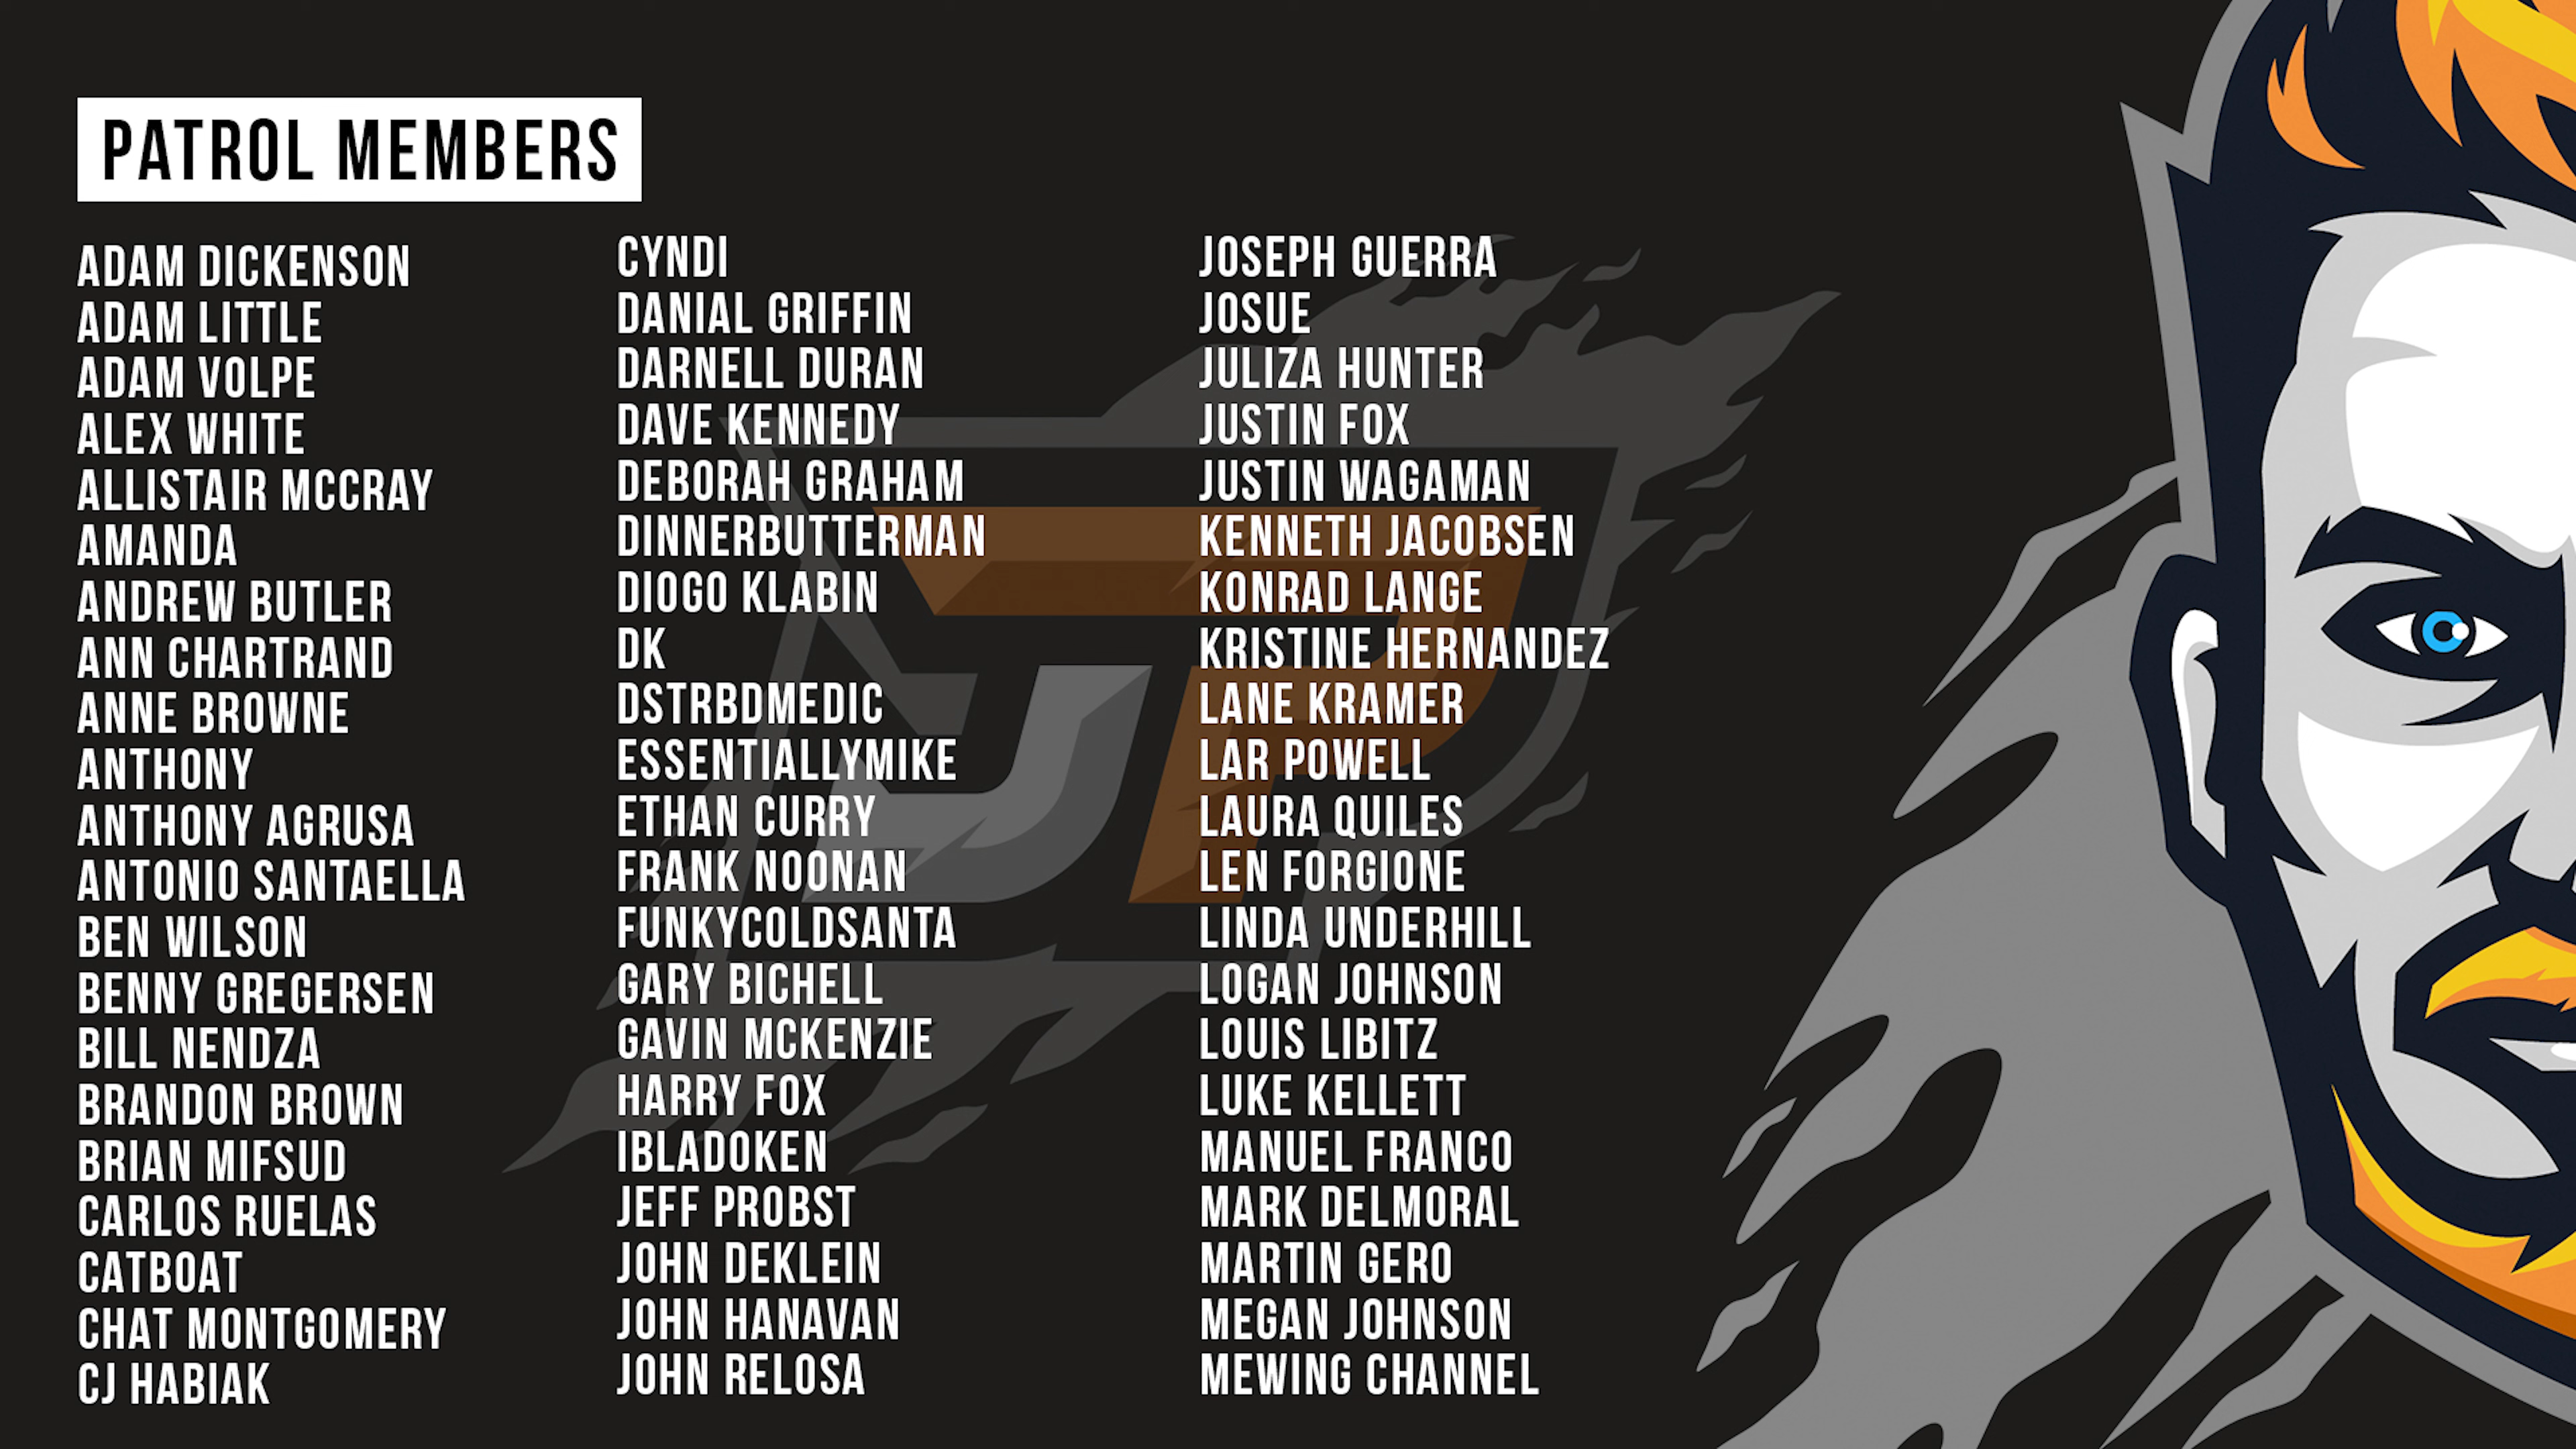 PATROL MEMBERS
ADAM DICKENSON
ADAM LITTLE
ADAM VOLPE
ALEX WHITE
ALLISTAIR MCCRAY
AMANDA
ANDREW BUTLER
ANN CHARTRAND
ANNE BROWNE
ANTHONY
ANTHONY AGRUSA
ANTONIO SANTAELLA
BEN WILSON
BENNY GREGERSEN
BILL NENDZA
BRANDON BROWN
BRIAN MIFSUD
CARLOS RUELAS
CATBOAT
CHAT MONTGOMERY
CJ HABIAK
CYNDI
DANIAL GRIFFIN
DARNELL DURAN
DAVE KENNEDY
DEBORAH GRAHAM
DINNERBUTTERMAN
DIOGO KLABIN
DK
DSTRBDMEDIC
ESSENTIALLYMIKE
ETHAN CURRY
FRANK NOONAN
FUNKYCOLDSANTA
GARY BICHELL
GAVIN MCKENZIE
HARRY FOX
IBLADOKEN
JEFF PROBST
JOHN DEKLEIN
JOHN HANAVAN
JOHN RELOSA
JOSEPH GUERRA
JOSUE
JULIZA HUNTER
JUSTIN FOX
JUSTIN WAGAMAN
KENNETH JACOBSEN
KONRAD LANGE
KRISTINE HERNANDEZ
LANE KRAMER
LAR POWELL
LAURA QUILES
LEN FORGIONE
LINDA UNDERHILL
LOGAN JOHNSON
LOUIS LIBITZ
LUKE KELLETT
MANUEL FRANCO
MARK DELMORAL
MARTIN GERO
MEGAN JOHNSON
MEWING CHANNEL
JP